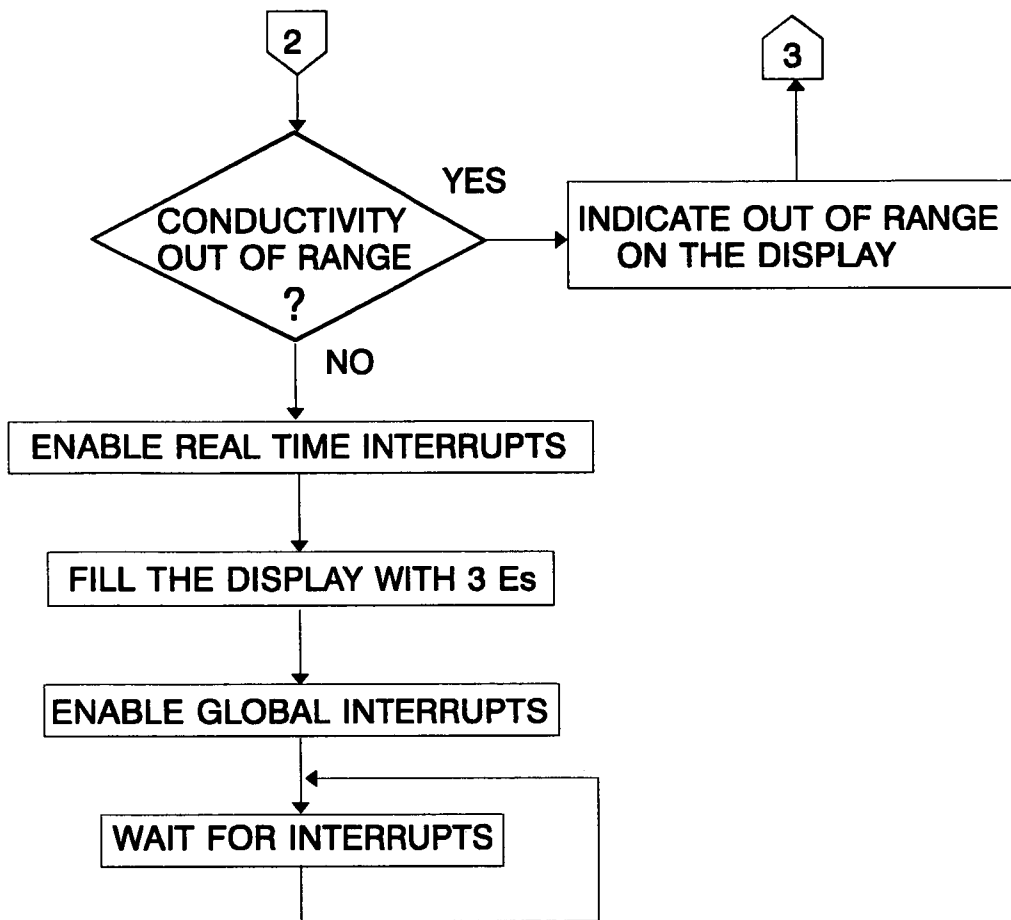 2
3
CONDUCTIVITY
OUT OF RANGE
?
YES
INDICATE OUT OF RANGE
ON THE DISPLAY
NO
ENABLE REAL TIME INTERRUPTS
FILL THE DISPLAY WITH 3 Es
ENABLE GLOBAL INTERRUPTS
WAIT FOR INTERRUPTS